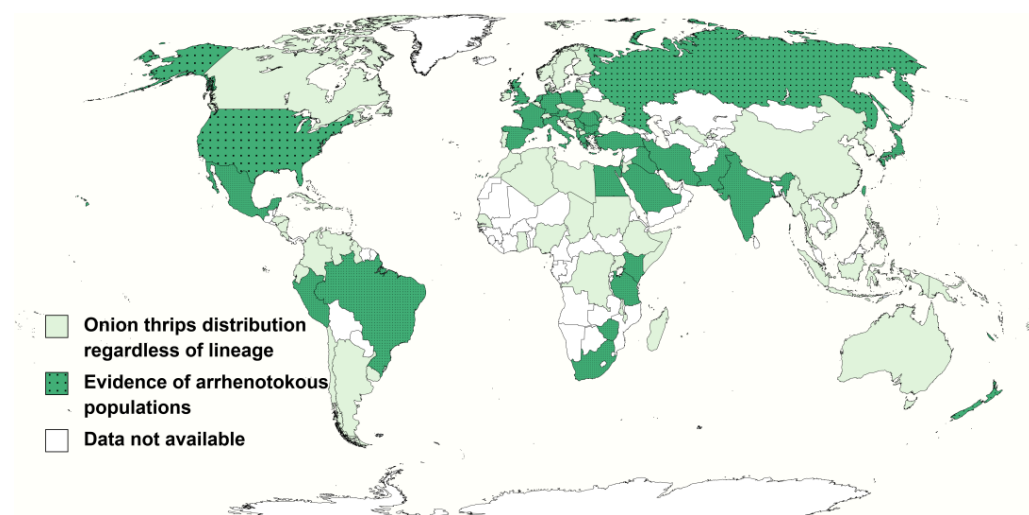 Onion thrips distribution
regardless of lineage
Evidence of arrhenotokous
populations
Data not available